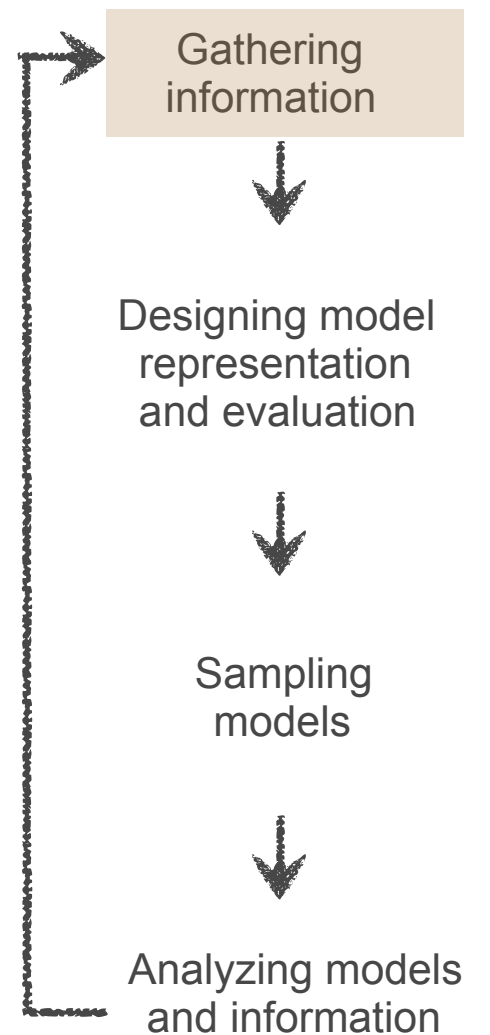 Gathering
information
Designing model
representation
and evaluation
Sampling
models
Analyzing models
and information